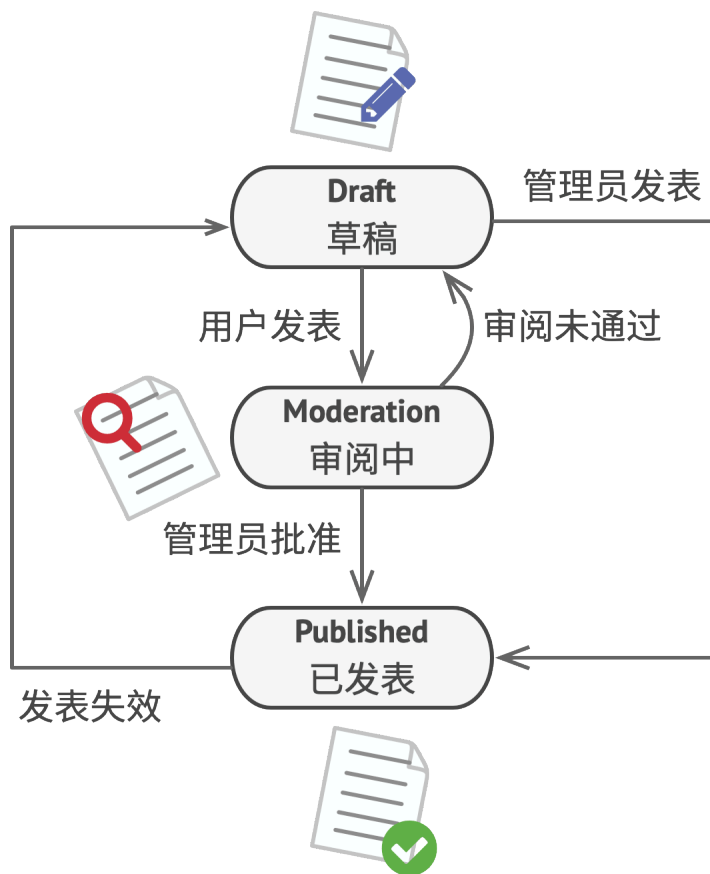 Draft
草稿
管理员发表
用户发表
审阅未通过
Moderation
审阅中
管理员批准
Published
已发表
发表失效